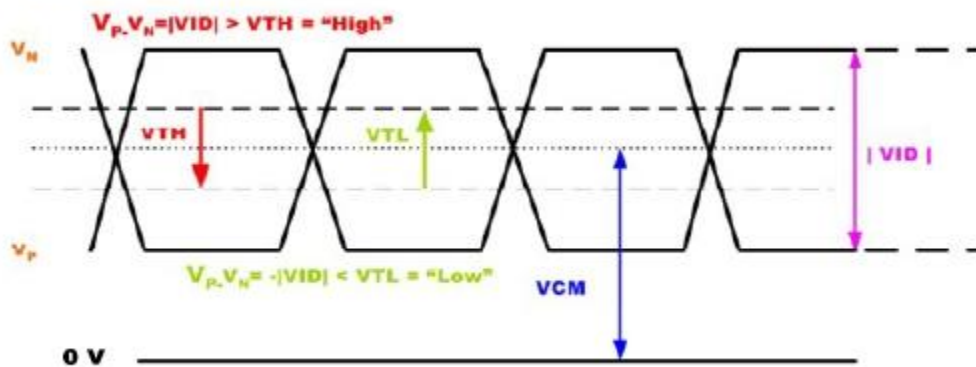 VP-VN=|VID| > VTH = “High”
VN
VTH
VTL
| VID |
VP
VP-VN= -|VID| < VTL = “Low”
VCM
0 V